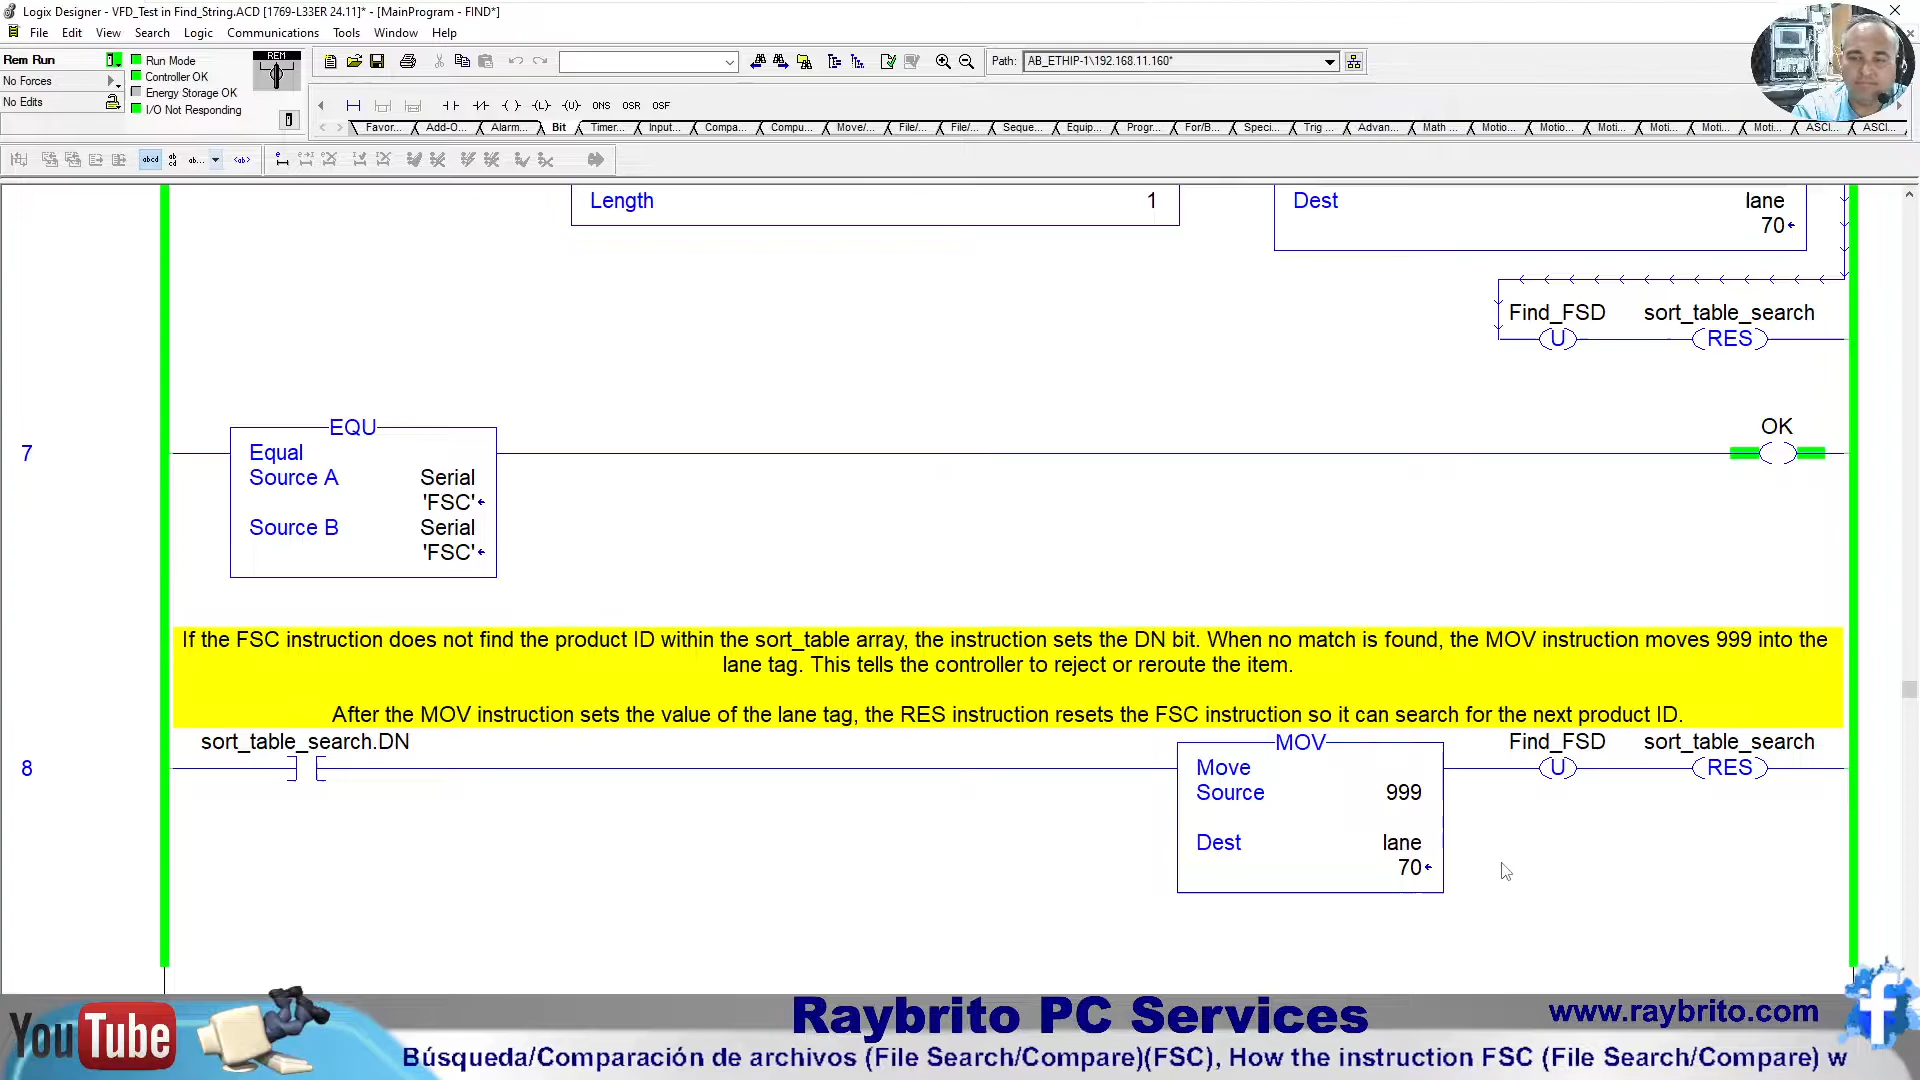 Logix Designer - VFD_Test in Find_String.ACD [1769-L33ER 24.11]* - [MainProgram - FIND*]
File Edit View Search Logic Communications Tools Window Help
Rem Run
No Forces
No Edits
Run Mode
Controller OK
Energy Storage OK
I/O Not Responding
REM
Path: AB_ETHIP-1\192.168.11.160*
(L) (U) ONS OSR OSF
Favor... Add-O... Alarm... Bit Timer... Input... Compa... Compu... Move/... File/... File/... Seque... Equip... Progr... For/B... Speci... Trig ... Advan... Math ... Motio... Motio... Moti... Moti... Moti... Moti... ASCI... ASCI...
abcd ab cd ab... <ab>
Length 1
Dest lane
70
Find_FSD sort_table_search
U RES
7
EQU
Equal
Source A Serial
'FSC'
Source B Serial
'FSC'
OK
If the FSC instruction does not find the product ID within the sort_table array, the instruction sets the DN bit. When no match is found, the MOV instruction moves 999 into the
lane tag. This tells the controller to reject or reroute the item.
After the MOV instruction sets the value of the lane tag, the RES instruction resets the FSC instruction so it can search for the next product ID.
8
sort_table_search.DN
MOV
Move
Source 999
Dest lane
70
Find_FSD sort_table_search
U RES
YouTube
Raybrito PC Services
www.raybrito.com
f
Búsqueda/Comparación de archivos (File Search/Compare)(FSC), How the instruction FSC (File Search/Compare) w